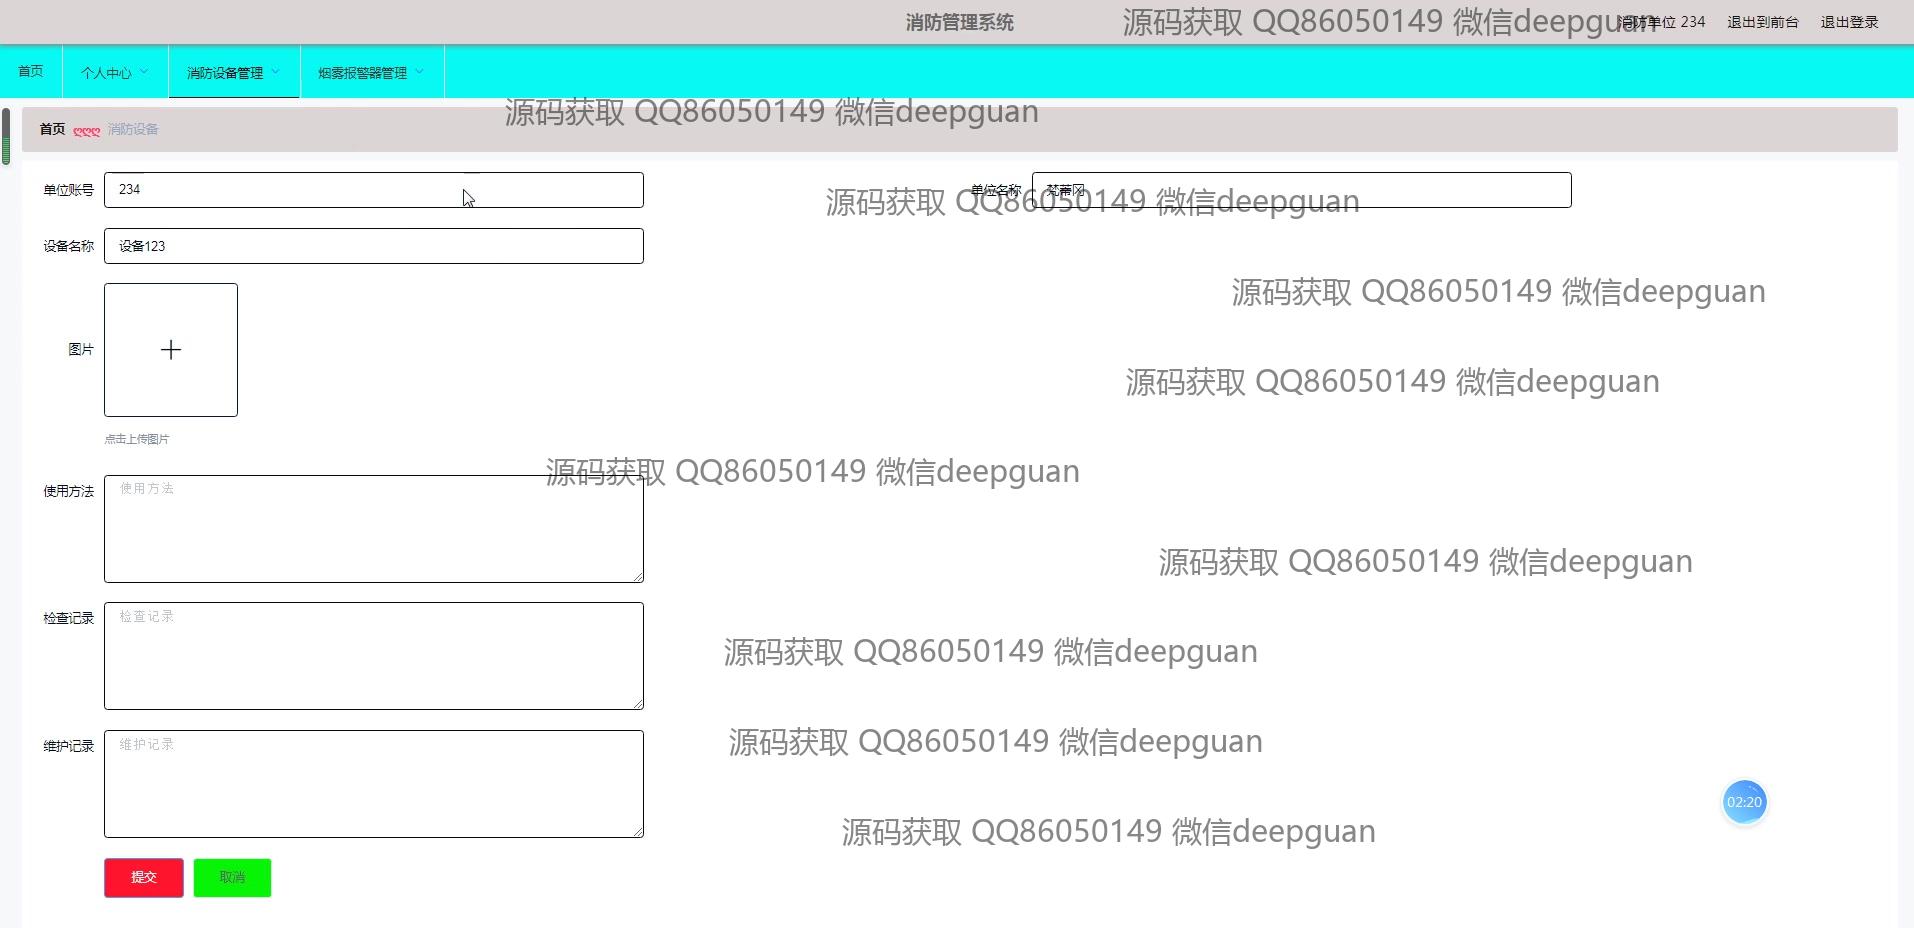 消防管理系统
源码获取 QQ86050149 微信deepguan
消防单位 234
退出到前台
退出登录
首页
个人中心
消防设备管理
烟雾报警器管理
源码获取 QQ86050149 微信deepguan
首页
消防设备
单位账号
234
单位名称
梵蒂冈
源码获取 QQ86050149 微信deepguan
设备名称
设备123
源码获取 QQ86050149 微信deepguan
图片
源码获取 QQ86050149 微信deepguan
点击上传图片
源码获取 QQ86050149 微信deepguan
使用方法
使用方法
源码获取 QQ86050149 微信deepguan
检查记录
检查记录
源码获取 QQ86050149 微信deepguan
维护记录
维护记录
源码获取 QQ86050149 微信deepguan
02:20
源码获取 QQ86050149 微信deepguan
提交
取消